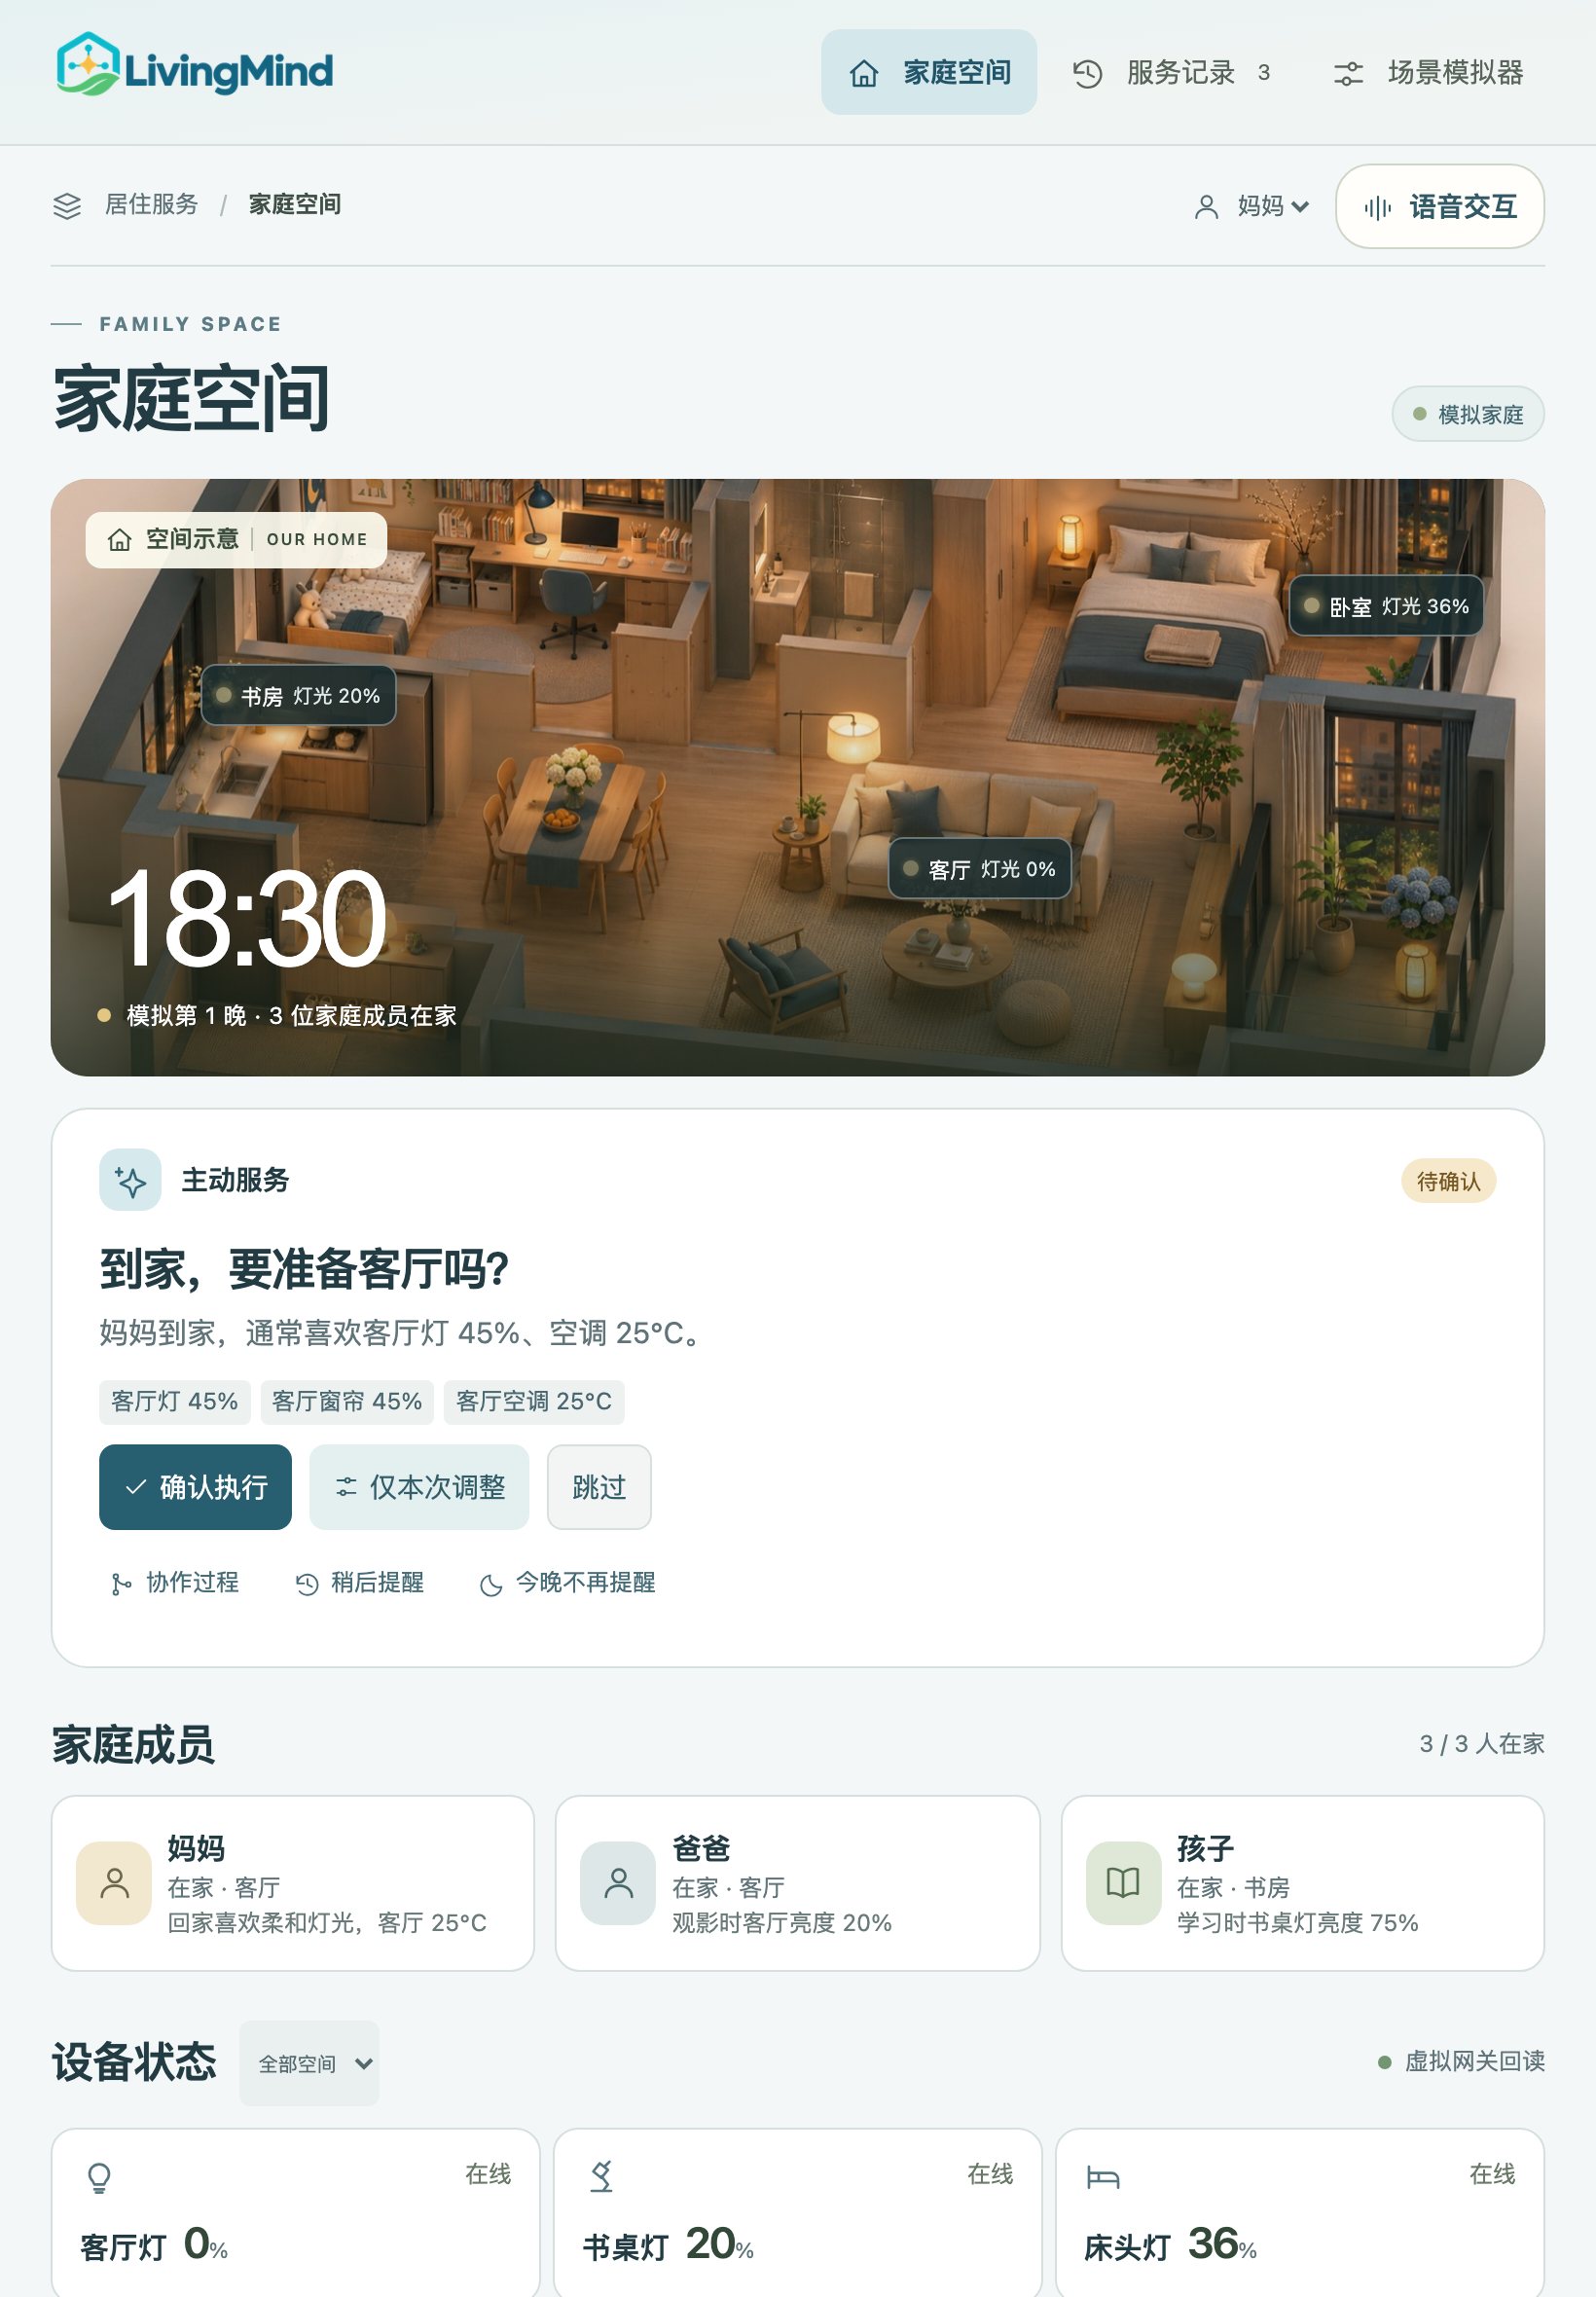 LivingMind
家庭空间
服务记录 3
场景模拟器
居住服务 / 家庭空间
妈妈
语音交互
FAMILY SPACE
家庭空间
模拟家庭
空间示意 | OUR HOME
卧室 灯光 36%
书房 灯光 20%
客厅 灯光 0%
18:30
模拟第 1 晚 · 3 位家庭成员在家
主动服务
待确认
到家，要准备客厅吗?
妈妈到家，通常喜欢客厅灯 45%、空调 25°C。
客厅灯 45%
客厅窗帘 45%
客厅空调 25°C
确认执行
仅本次调整
跳过
协作过程
稍后提醒
今晚不再提醒
家庭成员
3 / 3 人在家
妈妈
在家 · 客厅
回家喜欢柔和灯光，客厅 25°C
爸爸
在家 · 客厅
观影时客厅亮度 20%
孩子
在家 · 书房
学习时书桌灯亮度 75%
设备状态
全部空间
虚拟网关回读
在线
客厅灯 0%
在线
书桌灯 20%
在线
床头灯 36%